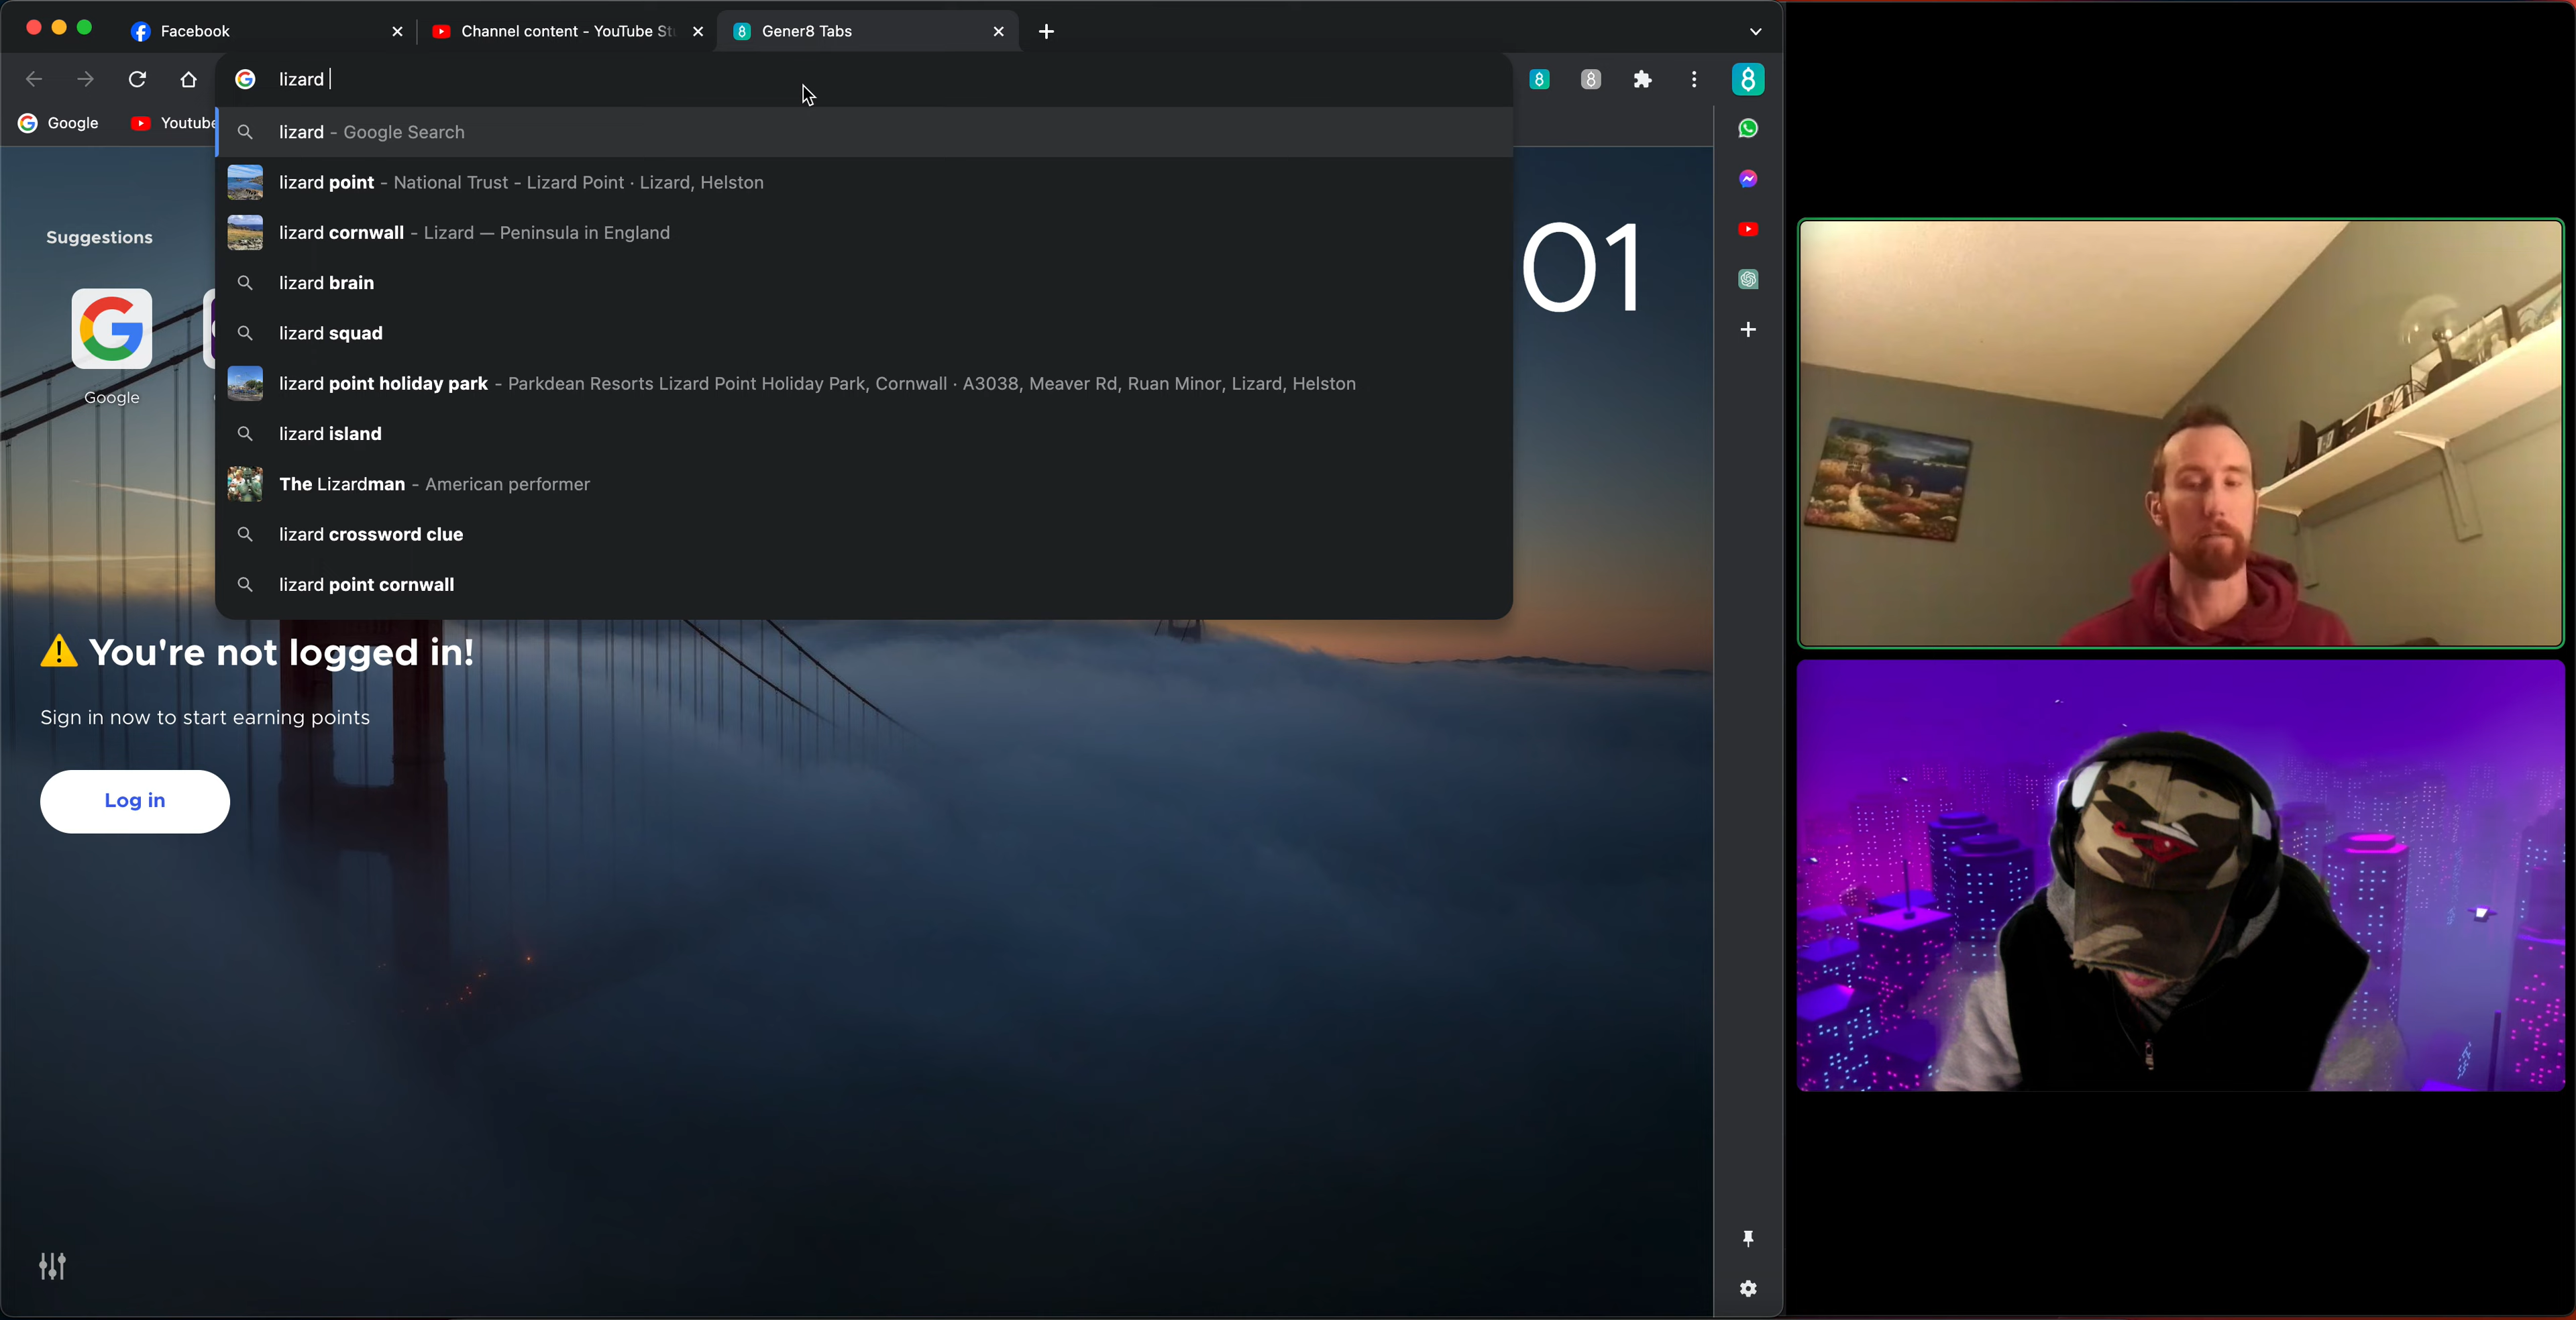 Facebook
Channel content - YouTube St
Gener8 Tabs
lizard
Google
Youtube
lizard - Google Search
lizard point - National Trust - Lizard Point · Lizard, Helston
lizard cornwall - Lizard — Peninsula in England
lizard brain
lizard squad
lizard point holiday park - Parkdean Resorts Lizard Point Holiday Park, Cornwall · A3038, Meaver Rd, Ruan Minor, Lizard, Helston
lizard island
The Lizardman - American performer
lizard crossword clue
lizard point cornwall
Suggestions
Google
01
You're not logged in!
Sign in now to start earning points
Log in